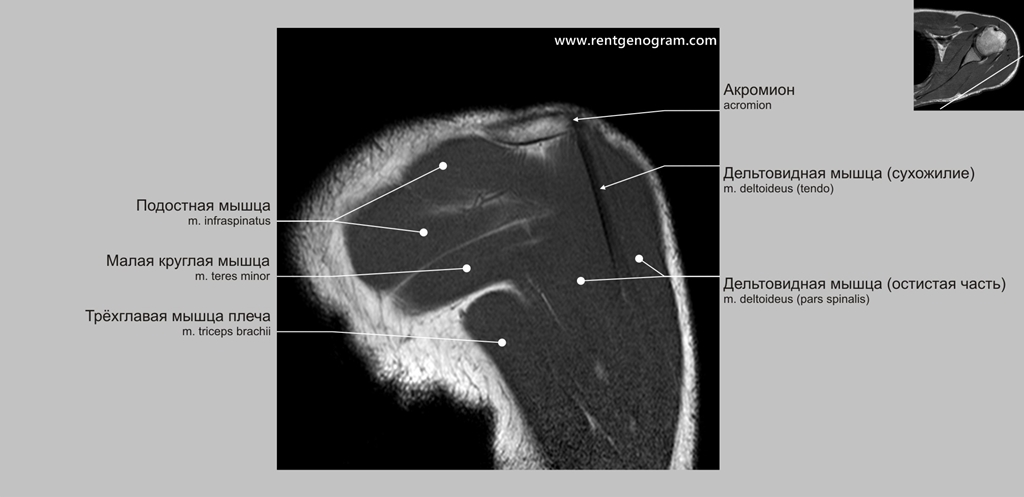 www.rentgenogram.com
Акромион
acromion
Дельтовидная мышца (сухожилие)
m. deltoideus (tendo)
Подостная мышца
m. infraspinatus
Малая круглая мышца
m. teres minor
Дельтовидная мышца (остистая часть)
m. deltoideus (pars spinalis)
Трёхглавая мышца плеча
m. triceps brachii